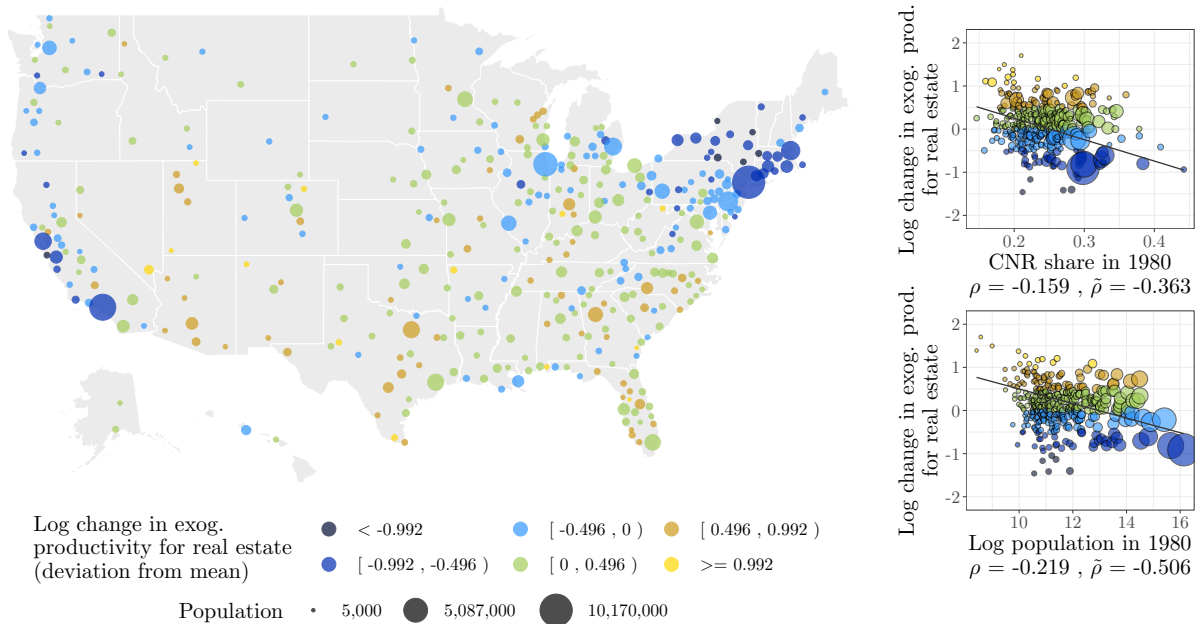 Log change in exog. prod.
for real estate
2
1
0
-1
-2
0.2
0.3
0.4
CNR share in 1980
ρ = -0.159 , ρ̃ = -0.363
Log change in exog. prod.
for real estate
2
1
0
-1
-2
10
12
14
16
Log population in 1980
ρ = -0.219 , ρ̃ = -0.506
Log change in exog.
productivity for real estate
(deviation from mean)
< -0.992
[ -0.496 , 0 )
[ 0.496 , 0.992 )
[ -0.992 , -0.496 )
[ 0 , 0.496 )
>= 0.992
Population
5,000
5,087,000
10,170,000